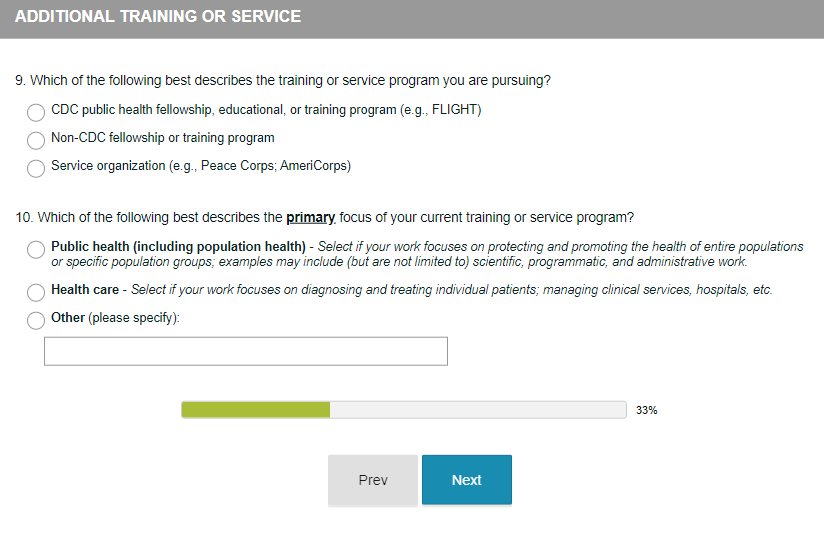 ADDITIONAL TRAINING OR SERVICE
9. Which of the following best describes the training or service program you are pursuing?
CDC public health fellowship, educational, or training program (e.g., FLIGHT)
Non-CDC fellowship or training program
Service organization (e.g., Peace Corps; AmeriCorps)
10. Which of the following best describes the primary focus of your current training or service program?
Public health (including population health) - Select if your work focuses on protecting and promoting the health of entire populations
or specific population groups; examples may include (but are not limited to) scientific, programmatic, and administrative work.
Health care - Select if your work focuses on diagnosing and treating individual patients; managing clinical services, hospitals, etc.
Other (please specify):
33%
Prev
Next